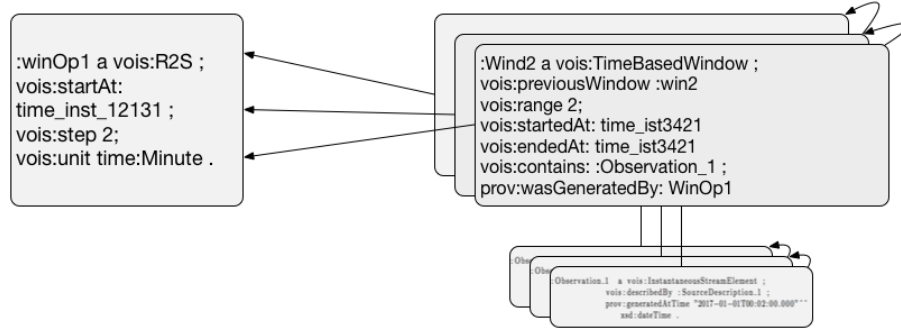 :winOp1 a vois:R2S ;
vois:startAt:
time_inst_12131 ;
vois:step 2;
vois:unit time:Minute .
:Wind2 a vois:TimeBasedWindow ;
vois:previousWindow :win2
vois:range 2;
vois:startedAt: time_ist3421
vois:endedAt: time_ist3421
vois:contains: :Observation_1 ;
prov:wasGeneratedBy: WinOp1
:Obse
:Obs
:Observation_1 a vois:InstantaneousStreamElement ;
vois:describedBy :SourceDescription_1 ;
prov:generatedAtTime "2017-01-01T00:02:00.000"^^
xsd:dateTime .